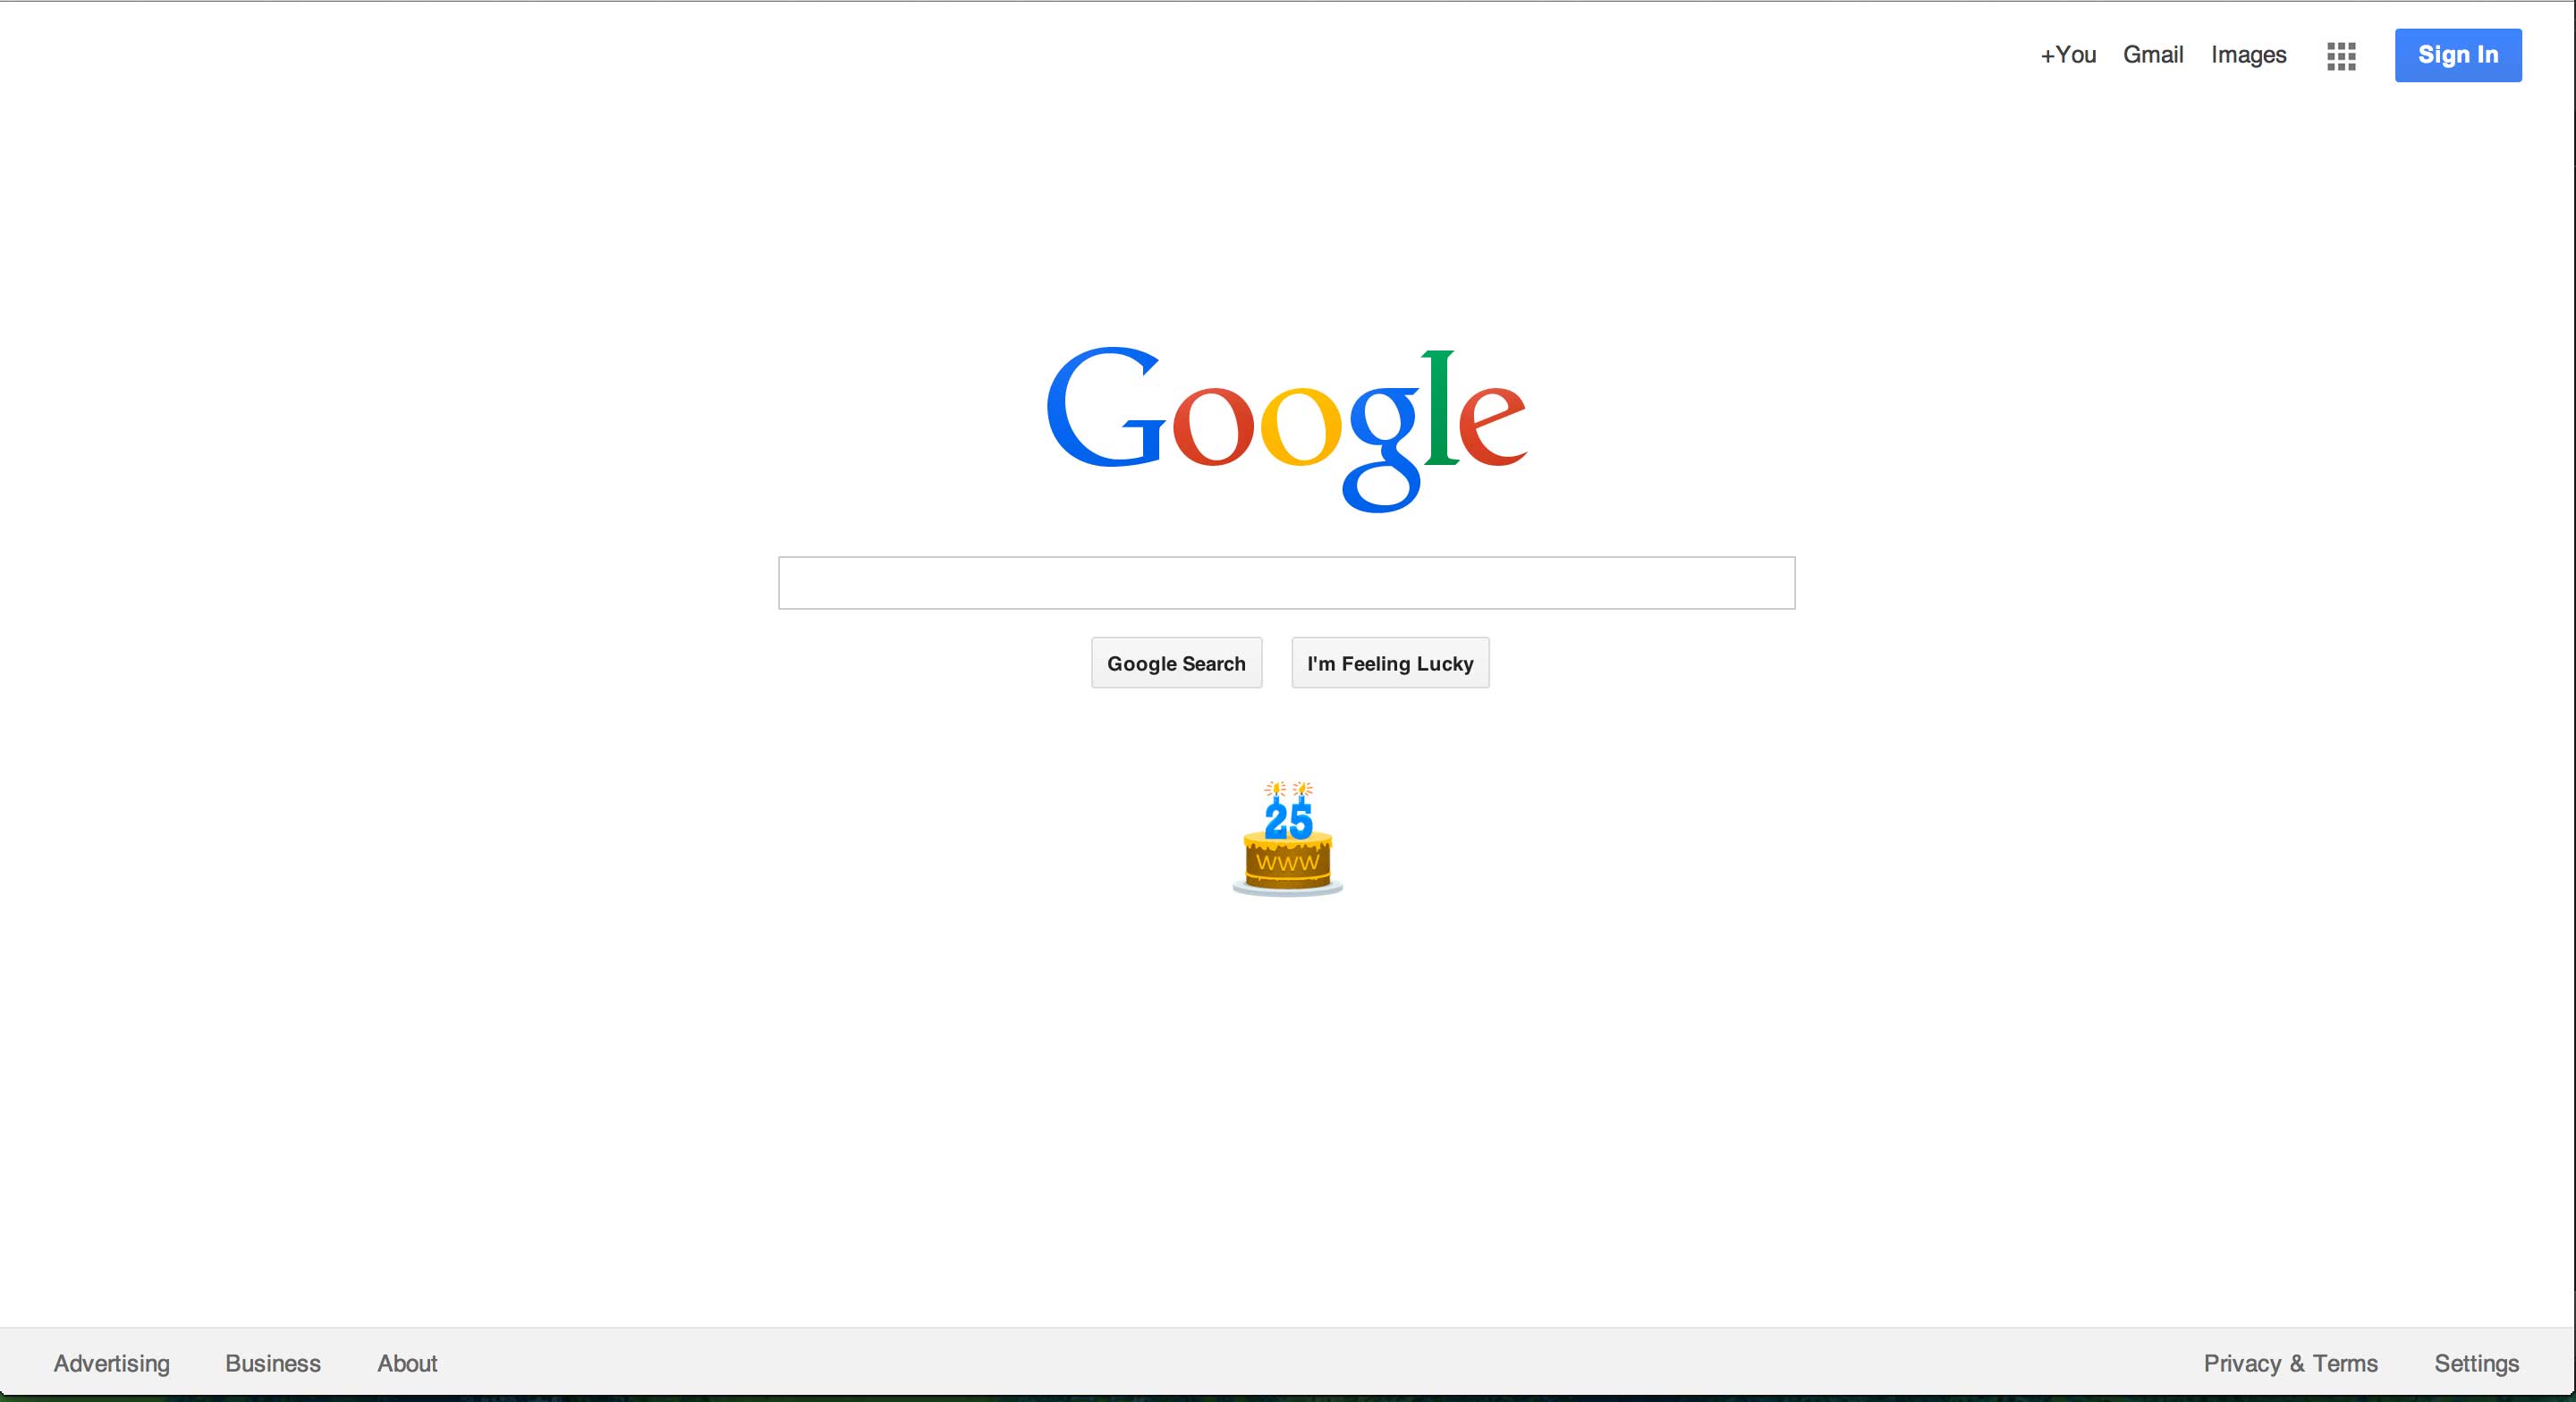 +You Gmail Images Sign In
Google
Google Search I'm Feeling Lucky
25
WWW
Advertising Business About Privacy & Terms Settings